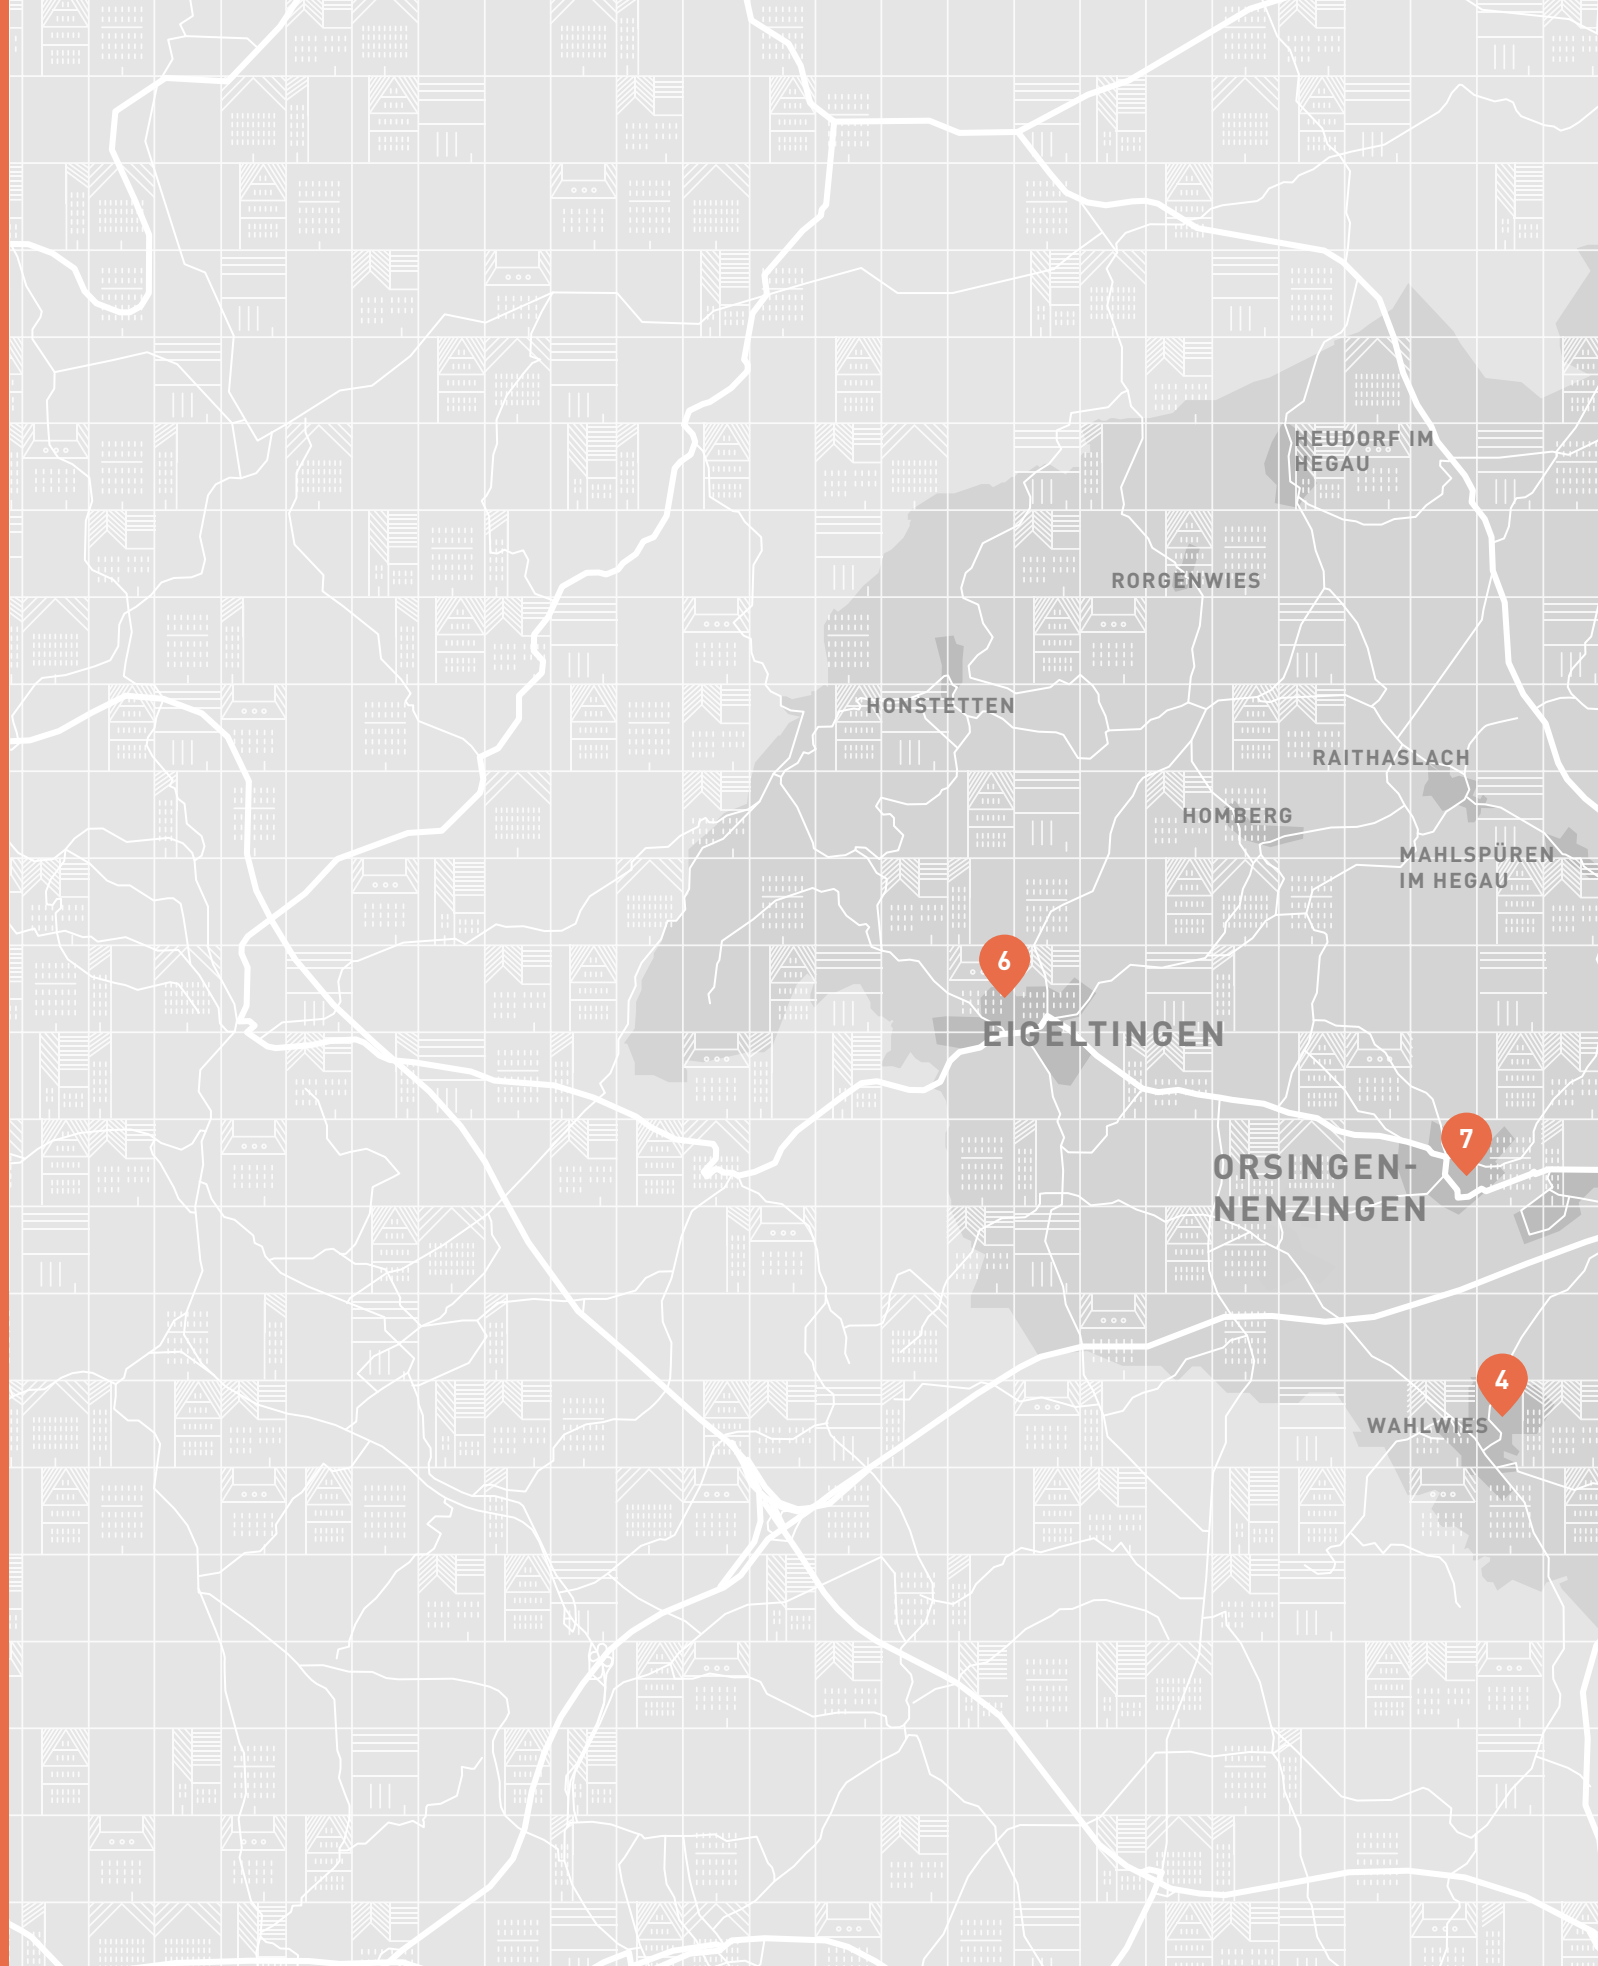 HEUDORF IM
HEGAU
RORGENWIES
HONSTETTEN
RAITHASLACH
HOMBERG
MAHLSPÜREN
IM HEGAU
6
EIGELTINGEN
7
ORSINGEN-
NENZINGEN
4
WAHLWIES